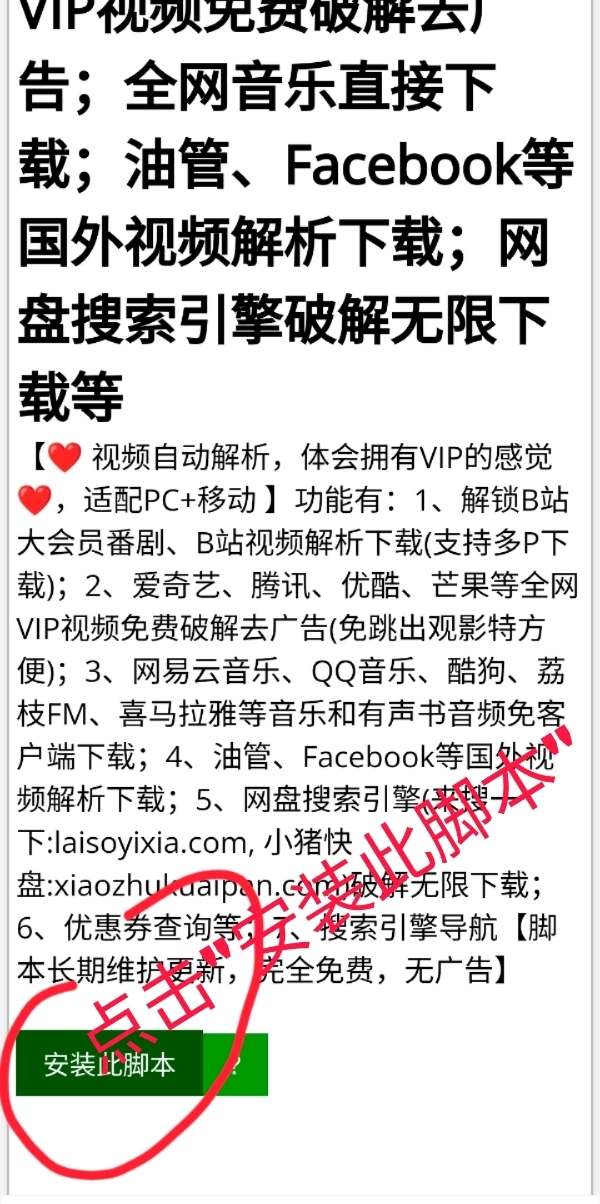 VIP视频免费破解去广
告；全网音乐直接下
载；油管、Facebook等
国外视频解析下载；网
盘搜索引擎破解无限下
载等
【❤️ 视频自动解析，体会拥有VIP的感觉
❤️，适配PC+移动 】功能有：1、解锁B站
大会员番剧、B站视频解析下载(支持多P下
载)；2、爱奇艺、腾讯、优酷、芒果等全网
VIP视频免费破解去广告(免跳出观影特方
便)；3、网易云音乐、QQ音乐、酷狗、荔
枝FM、喜马拉雅等音乐和有声书音频免客
户端下载；4、油管、Facebook等国外视
频解析下载；5、网盘搜索引擎(来搜一
下:laisoyixia.com, 小猪快
盘:xiaozhukuaipan.com)破解无限下载；
6、优惠券查询等；7、搜索引擎导航【脚
本长期维护更新，完全免费，无广告】
点击"安装此脚本"
安装此脚本 ?